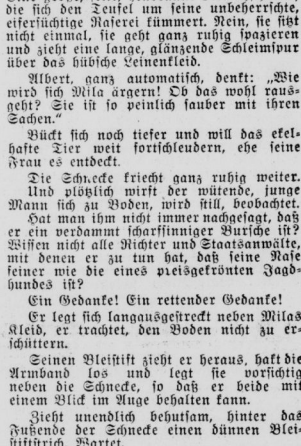 die sich den Teufel um seine unbeherrschte,
eifersüchtige Raserei kümmert. Nein, sie sitzt
nicht einmal, sie geht ganz ruhig spazieren
und zieht eine lange, glänzende Schleimspur
über das hübsche Leinenkleid.
Albert, ganz automatisch, denkt: „Wie
wird sich Mila ärgern! Ob das wohl raus-
geht? Sie ist so peinlich sauber mit ihren
Sachen.“
Bückt sich noch tiefer und will das ekel-
hafte Tier weit fortschleudern, ehe seine
Frau es entdeckt.
Die Schnecke kriecht ganz ruhig weiter.
Und plötzlich wirft der wütende, junge
Mann sich zu Boden, wird still, beobachtet.
Hat man ihm nicht immer nachgesagt, daß
er ein verdammt scharfsinniger Bursche ist?
Wissen nicht alle Richter und Staatsanwälte,
mit denen er zu tun hat, daß seine Nase
feiner wie die eines preisgekrönten Jagd-
hundes ist?
Ein Gedanke! Ein rettender Gedanke!
Er legt sich langausgestreckt neben Milas
Kleid, er trachtet, den Boden nicht zu er-
schüttern.
Seinen Bleistift zieht er heraus, hakt die
Armband los und legt sie vorsichtig
neben die Schnecke, so daß er beide mit
einem Blick im Auge behalten kann.
Zieht unendlich behutsam, hinter das
Fußende der Schnecke einen dünnen Blei-
stiftstrich. Wartet.